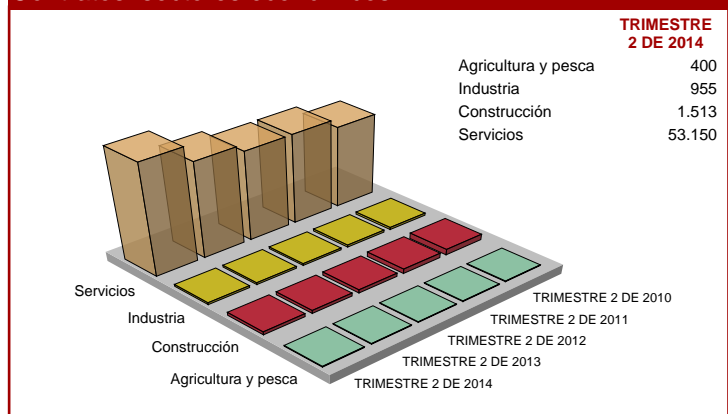 TRIMESTRE
2 DE 2014
Agricultura y pesca 400
Industria 955
Construcción 1.513
Servicios 53.150
Servicios
Industria
Construcción
Agricultura y pesca
TRIMESTRE 2 DE 2010
TRIMESTRE 2 DE 2011
TRIMESTRE 2 DE 2012
TRIMESTRE 2 DE 2013
TRIMESTRE 2 DE 2014